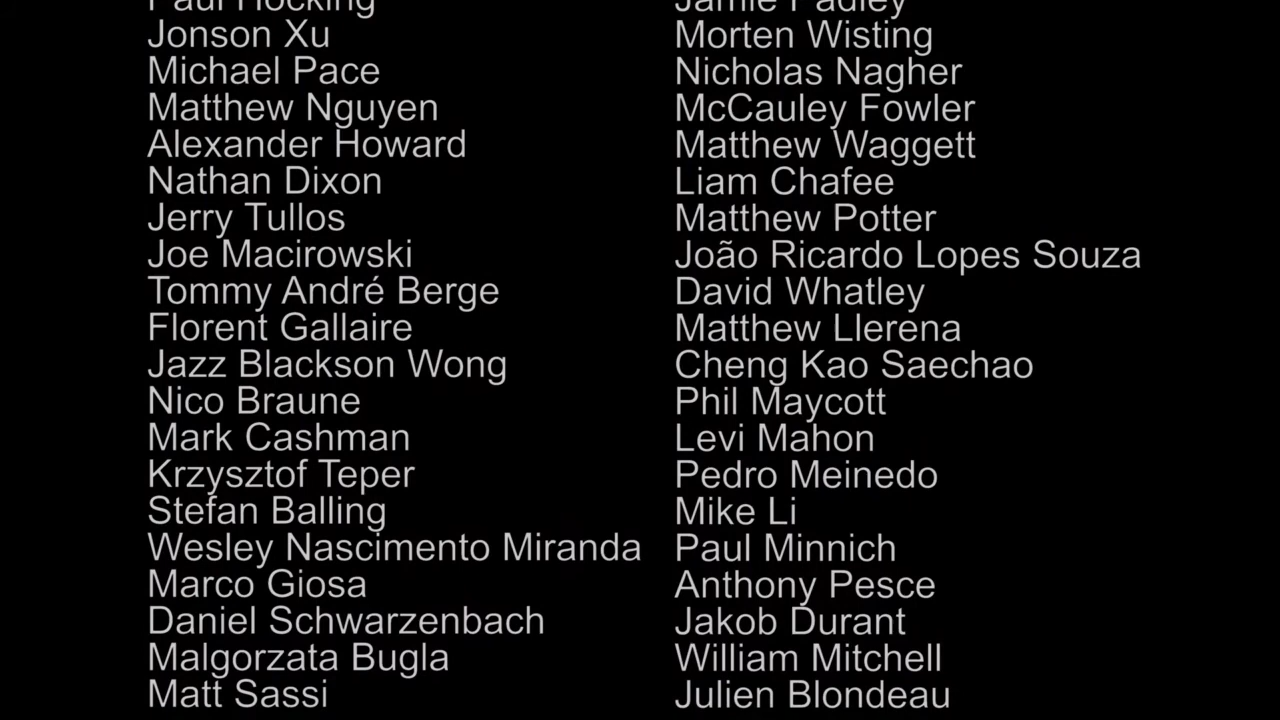 Paul Hocking
Jonson Xu
Michael Pace
Matthew Nguyen
Alexander Howard
Nathan Dixon
Jerry Tullos
Joe Macirowski
Tommy André Berge
Florent Gallaire
Jazz Blackson Wong
Nico Braune
Mark Cashman
Krzysztof Teper
Stefan Balling
Wesley Nascimento Miranda
Marco Giosa
Daniel Schwarzenbach
Malgorzata Bugla
Matt Sassi
Jamie Padley
Morten Wisting
Nicholas Nagher
McCauley Fowler
Matthew Waggett
Liam Chafee
Matthew Potter
João Ricardo Lopes Souza
David Whatley
Matthew Llerena
Cheng Kao Saechao
Phil Maycott
Levi Mahon
Pedro Meinedo
Mike Li
Paul Minnich
Anthony Pesce
Jakob Durant
William Mitchell
Julien Blondeau